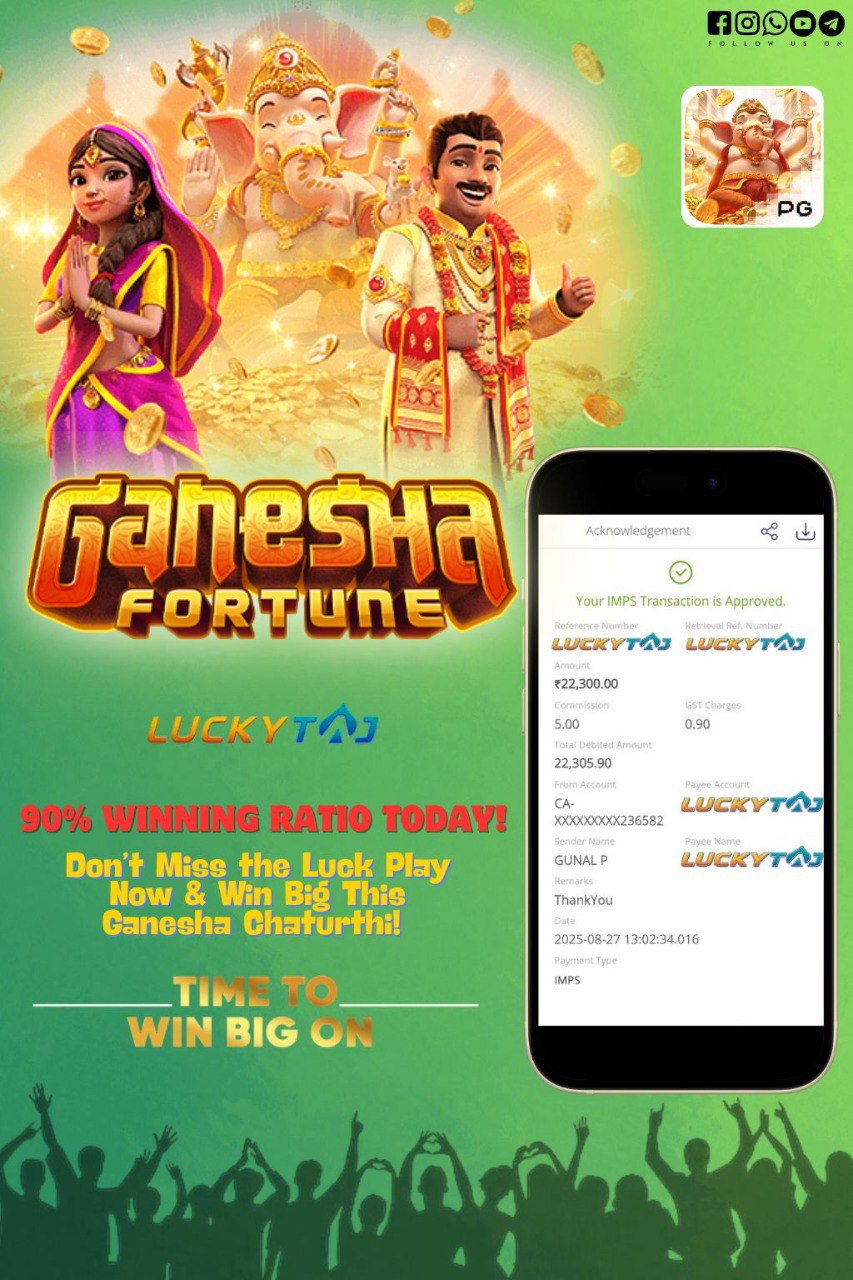 FOLLOW US ON
PG
GANESHA
FORTUNE
LUCKYTAJ
90% WINNING RATIO TODAY!
Don't Miss the Luck Play
Now & Win Big This
Ganesha Chaturthi!
TIME TO
WIN BIG ON
Acknowledgement
Your IMPS Transaction is Approved.
Reference Number Retrieval Ref. Number
LUCKYTAJ LUCKYTAJ
Amount
₹22,300.00
Commission GST Charges
5.00 0.90
Total Debited Amount
22,305.90
From Account Payee Account
CA- LUCKYTAJ
XXXXXXXXX236582
Sender Name Payee Name
GUNAL P LUCKYTAJ
Remarks
ThankYou
Date
2025-08-27 13:02:34.016
Payment Type
IMPS